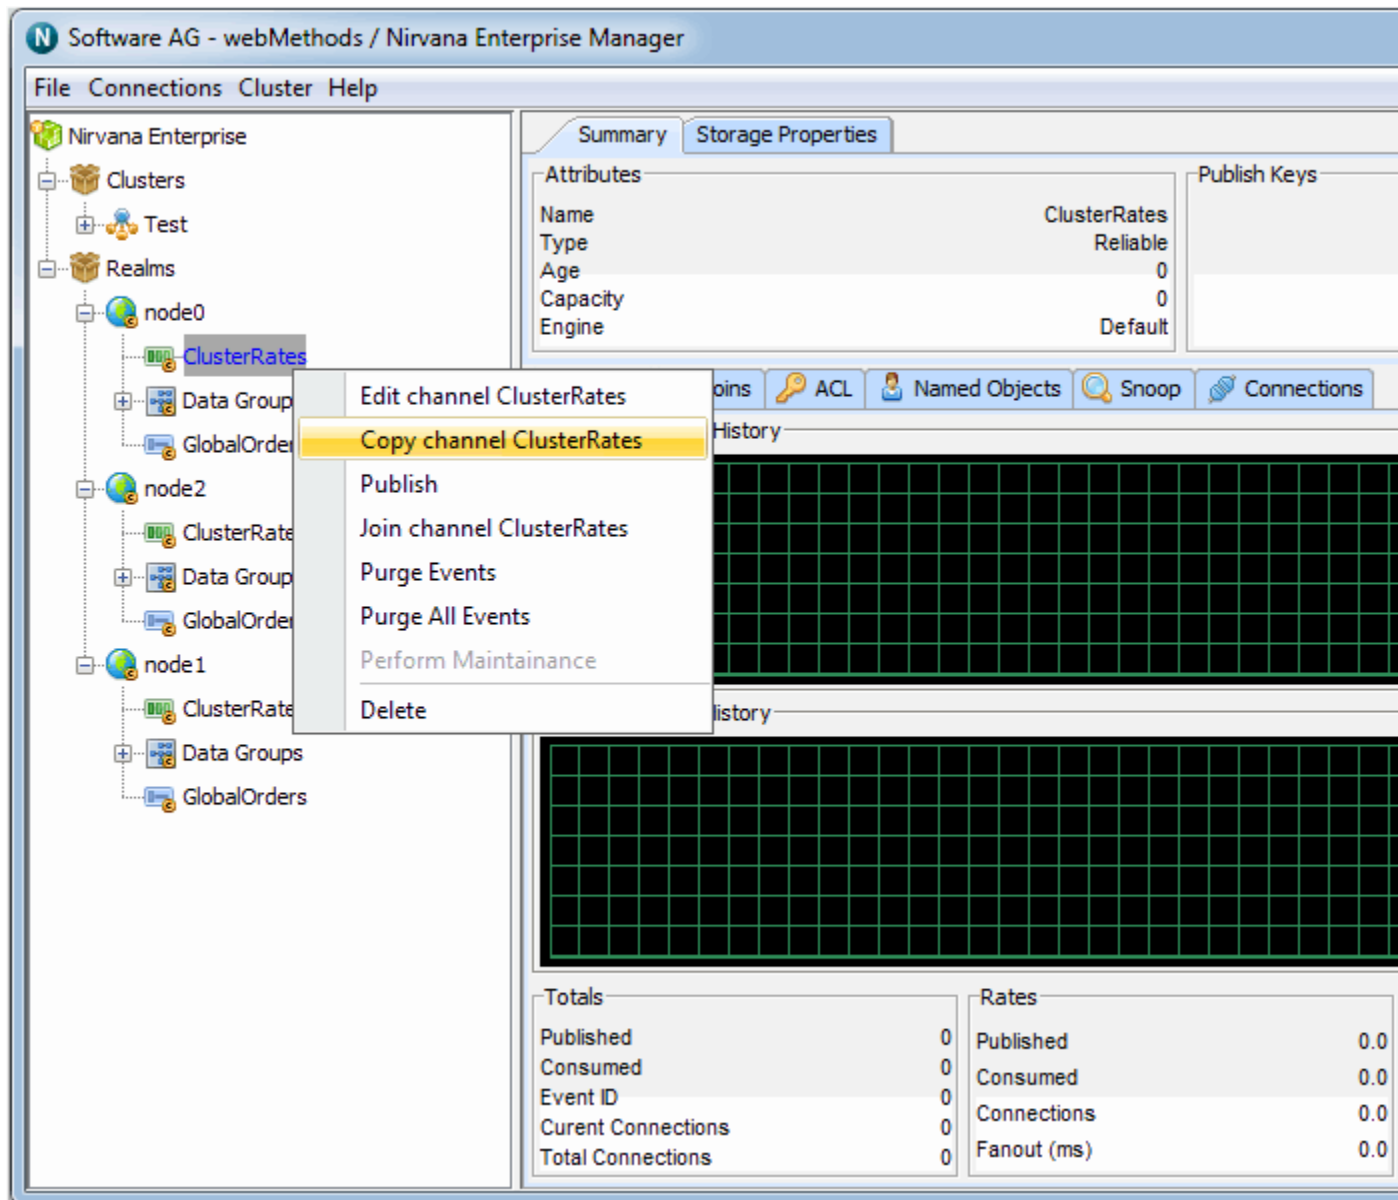 Software AG - webMethods / Nirvana Enterprise Manager
File Connections Cluster Help
Nirvana Enterprise
Clusters
Test
Realms
node0
ClusterRates
Data Group
GlobalOrder
node2
ClusterRate
Data Group
GlobalOrder
node1
ClusterRate
Data Groups
GlobalOrders
Edit channel ClusterRates
Copy channel ClusterRates
Publish
Join channel ClusterRates
Purge Events
Purge All Events
Perform Maintainance
Delete
Summary Storage Properties
Attributes
Name ClusterRates
Type Reliable
Age 0
Capacity 0
Engine Default
Publish Keys
oins ACL Named Objects Snoop Connections
History
istory
Totals
Published 0
Consumed 0
Event ID 0
Curent Connections 0
Total Connections 0
Rates
Published 0.0
Consumed 0.0
Connections 0.0
Fanout (ms) 0.0